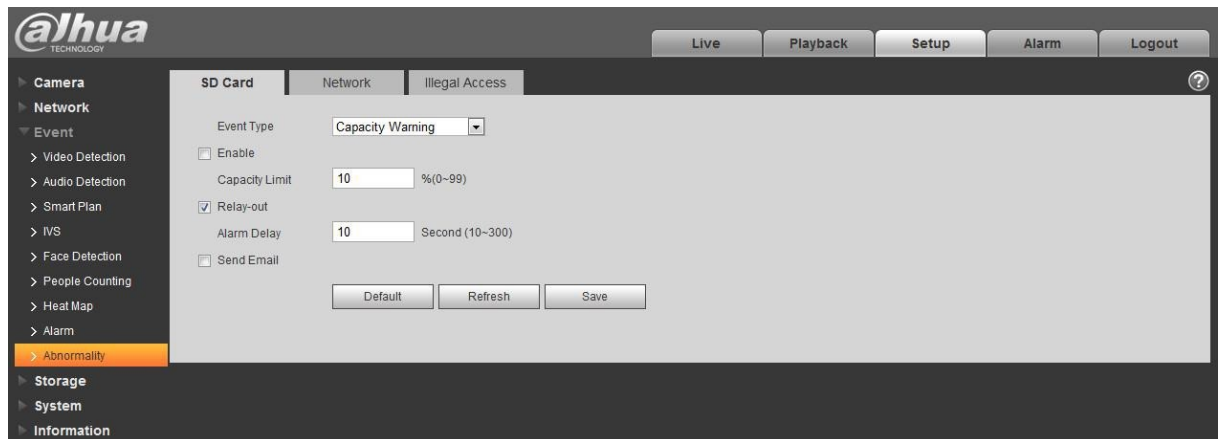 alhua
TECHNOLOGY
Live Playback Setup Alarm Logout
Camera
Network
Event
Video Detection
Audio Detection
Smart Plan
IVS
Face Detection
People Counting
Heat Map
Alarm
Abnormality
Storage
System
Information
SD Card Network Illegal Access ?
Event Type Capacity Warning
Enable
Capacity Limit 10 %(0~99)
Relay-out
Alarm Delay 10 Second (10~300)
Send Email
Default Refresh Save